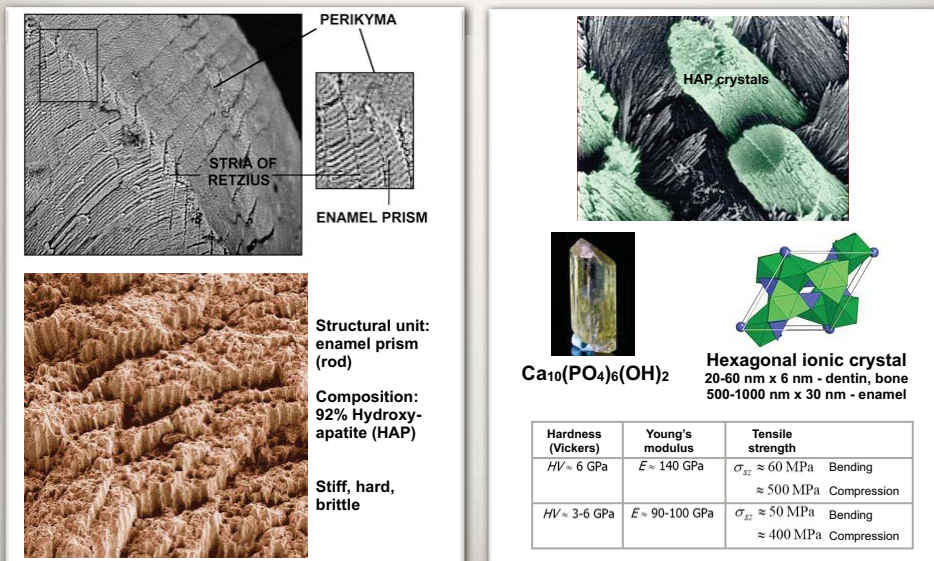 PERIKYMA
STRIA OF
RETZIUS
ENAMEL PRISM
Structural unit:
enamel prism
(rod)
Composition:
92% Hydroxy-
apatite (HAP)
Stiff, hard,
brittle
HAP crystals
Ca10(PO4)6(OH)2
Hexagonal ionic crystal
20-60 nm x 6 nm - dentin, bone
500-1000 nm x 30 nm - enamel
Hardness (Vickers) Young's modulus Tensile strength
HV ≈ 6 GPa E ≈ 140 GPa σsz ≈ 60 MPa Bending
≈ 500 MPa Compression
HV ≈ 3-6 GPa E ≈ 90-100 GPa σsz ≈ 50 MPa Bending
≈ 400 MPa Compression